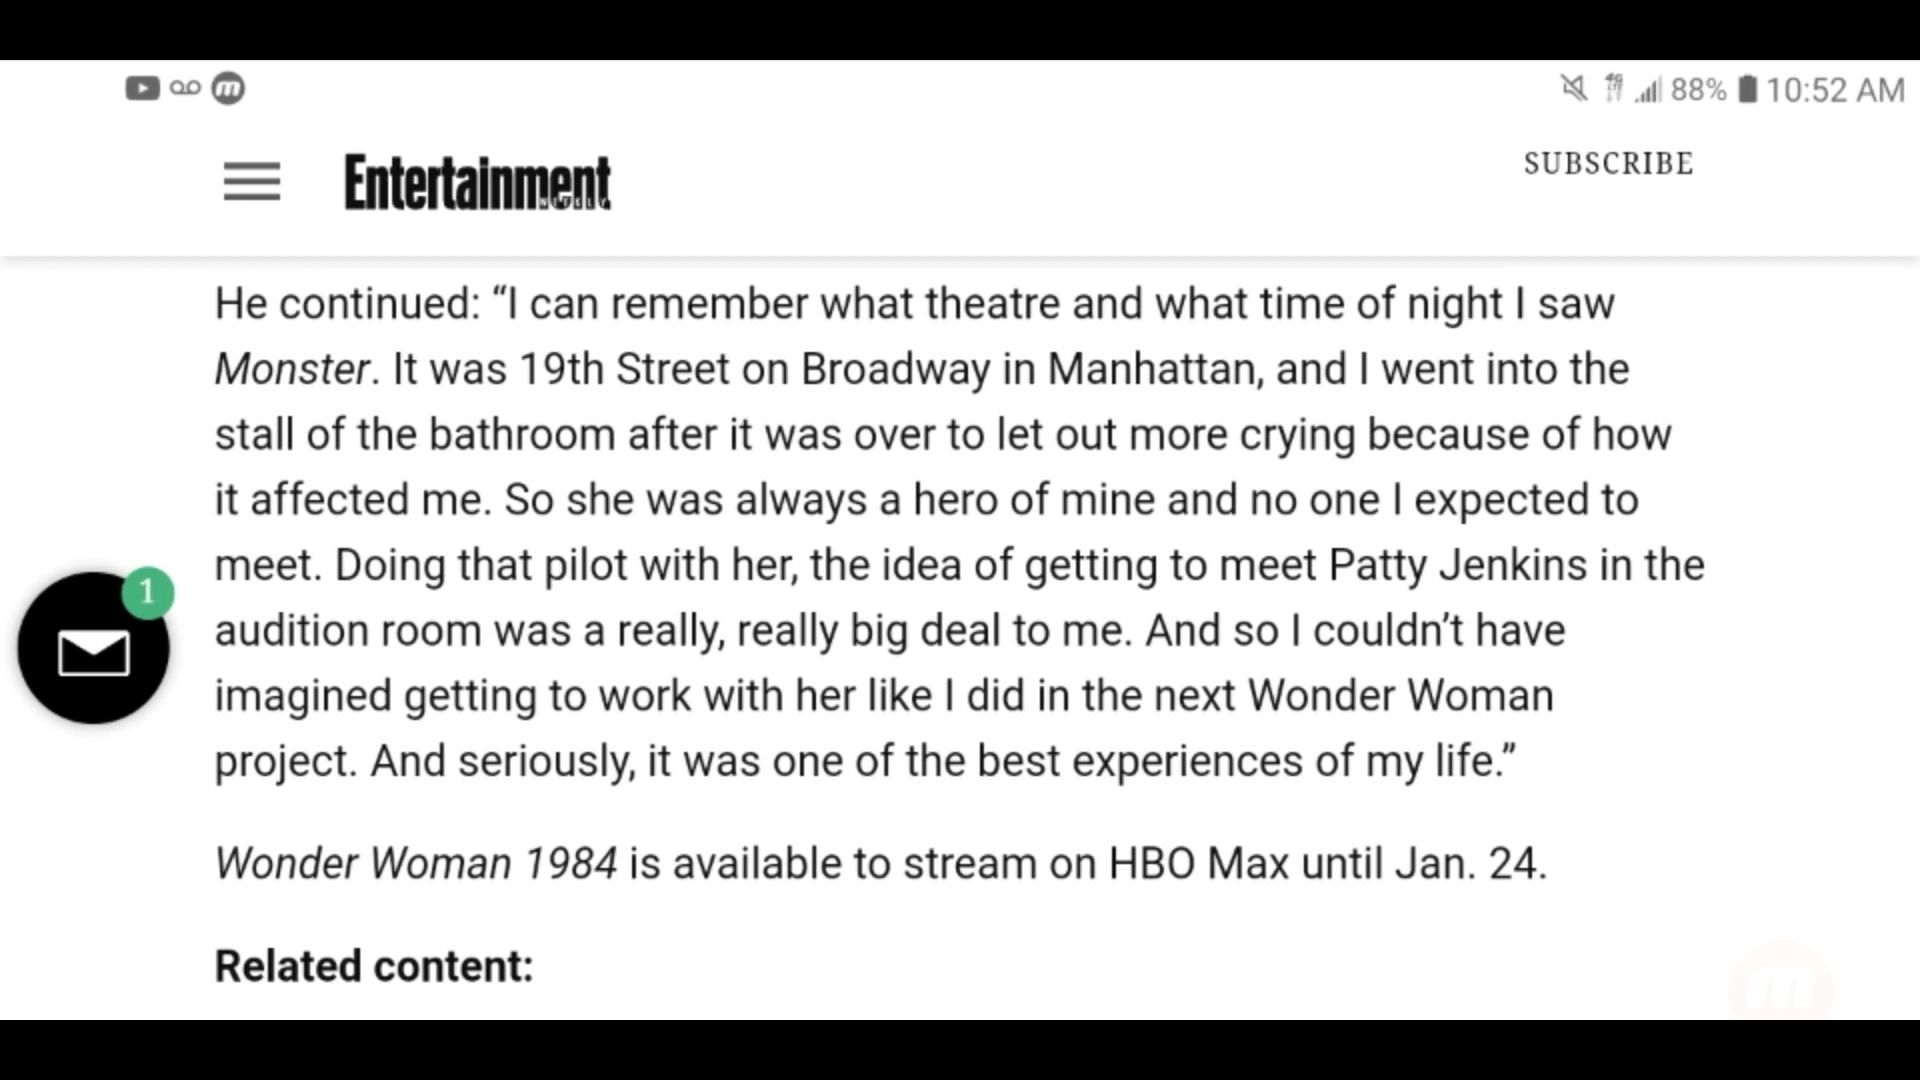 88% 10:52 AM
Entertainment
WEEKLY
SUBSCRIBE
He continued: “I can remember what theatre and what time of night I saw
Monster. It was 19th Street on Broadway in Manhattan, and I went into the
stall of the bathroom after it was over to let out more crying because of how
it affected me. So she was always a hero of mine and no one I expected to
meet. Doing that pilot with her, the idea of getting to meet Patty Jenkins in the
audition room was a really, really big deal to me. And so I couldn’t have
imagined getting to work with her like I did in the next Wonder Woman
project. And seriously, it was one of the best experiences of my life.”
1
Wonder Woman 1984 is available to stream on HBO Max until Jan. 24.
Related content:
m